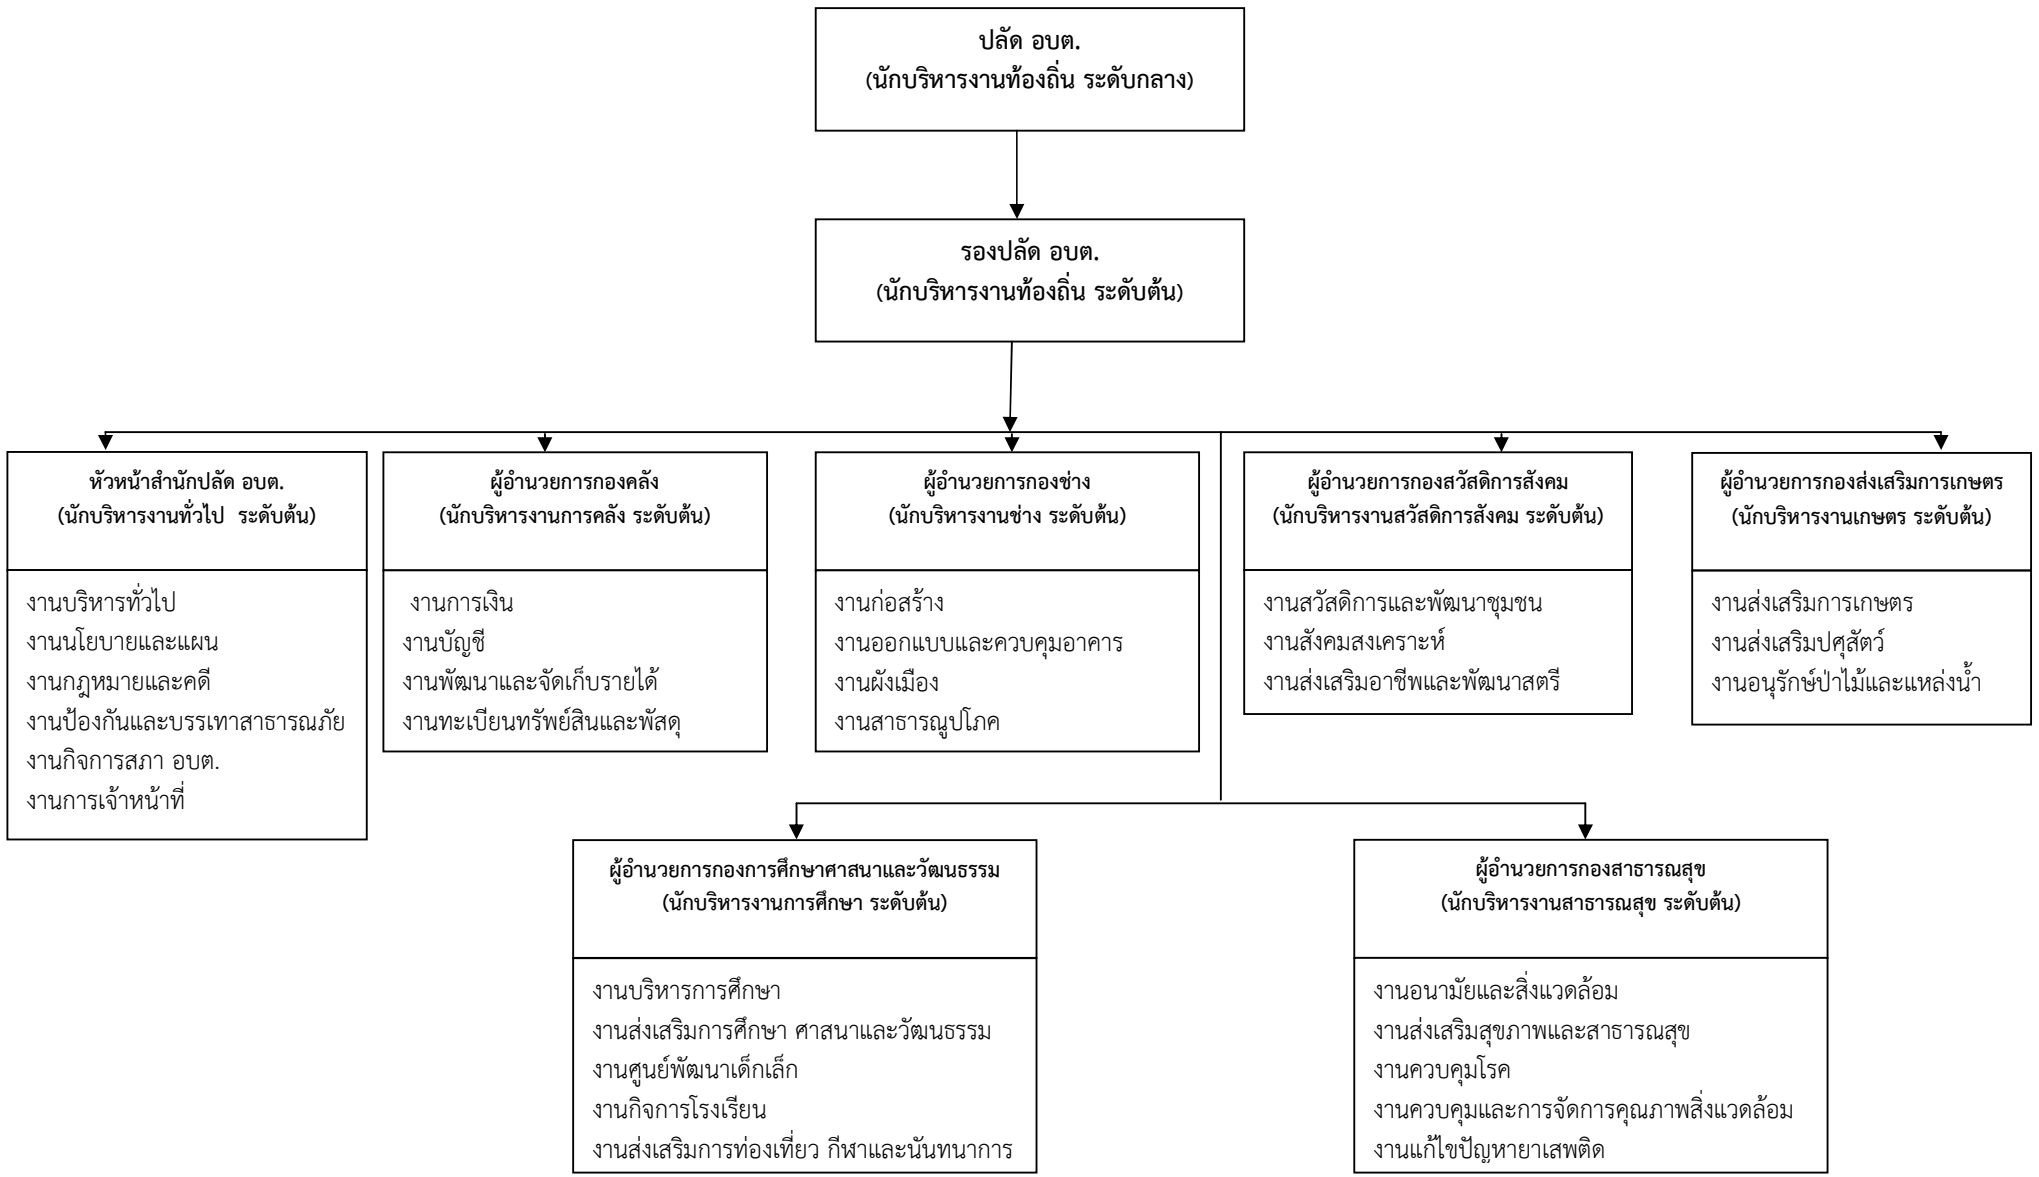 ปลัด อบต.
(นักบริหารงานท้องถิ่น ระดับกลาง)
รองปลัด อบต.
(นักบริหารงานท้องถิ่น ระดับต้น)
หัวหน้าสำนักปลัด อบต.
(นักบริหารงานทั่วไป ระดับต้น)
งานบริหารทั่วไป
งานนโยบายและแผน
งานกฎหมายและคดี
งานป้องกันและบรรเทาสาธารณภัย
งานกิจการสภา อบต.
งานการเจ้าหน้าที่
ผู้อำนวยการกองคลัง
(นักบริหารงานการคลัง ระดับต้น)
งานการเงิน
งานบัญชี
งานพัฒนาและจัดเก็บรายได้
งานทะเบียนทรัพย์สินและพัสดุ
ผู้อำนวยการกองช่าง
(นักบริหารงานช่าง ระดับต้น)
งานก่อสร้าง
งานออกแบบและควบคุมอาคาร
งานผังเมือง
งานสาธารณูปโภค
ผู้อำนวยการกองสวัสดิการสังคม
(นักบริหารงานสวัสดิการสังคม ระดับต้น)
งานสวัสดิการและพัฒนาชุมชน
งานสังคมสงเคราะห์
งานส่งเสริมอาชีพและพัฒนาสตรี
ผู้อำนวยการกองส่งเสริมการเกษตร
(นักบริหารงานเกษตร ระดับต้น)
งานส่งเสริมการเกษตร
งานส่งเสริมปศุสัตว์
งานอนุรักษ์ป่าไม้และแหล่งน้ำ
ผู้อำนวยการกองการศึกษาศาสนาและวัฒนธรรม
(นักบริหารงานการศึกษา ระดับต้น)
งานบริหารการศึกษา
งานส่งเสริมการศึกษา ศาสนาและวัฒนธรรม
งานศูนย์พัฒนาเด็กเล็ก
งานกิจการโรงเรียน
งานส่งเสริมการท่องเที่ยว กีฬาและนันทนาการ
ผู้อำนวยการกองสาธารณสุข
(นักบริหารงานสาธารณสุข ระดับต้น)
งานอนามัยและสิ่งแวดล้อม
งานส่งเสริมสุขภาพและสาธารณสุข
งานควบคุมโรค
งานควบคุมและการจัดการคุณภาพสิ่งแวดล้อม
งานแก้ไขปัญหายาเสพติด